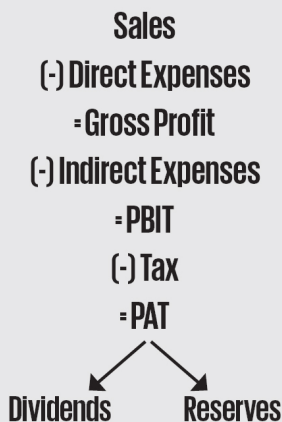 Sales
(-) Direct Expenses
= Gross Profit
(-) Indirect Expenses
= PBIT
(-) Tax
= PAT
Dividends Reserves